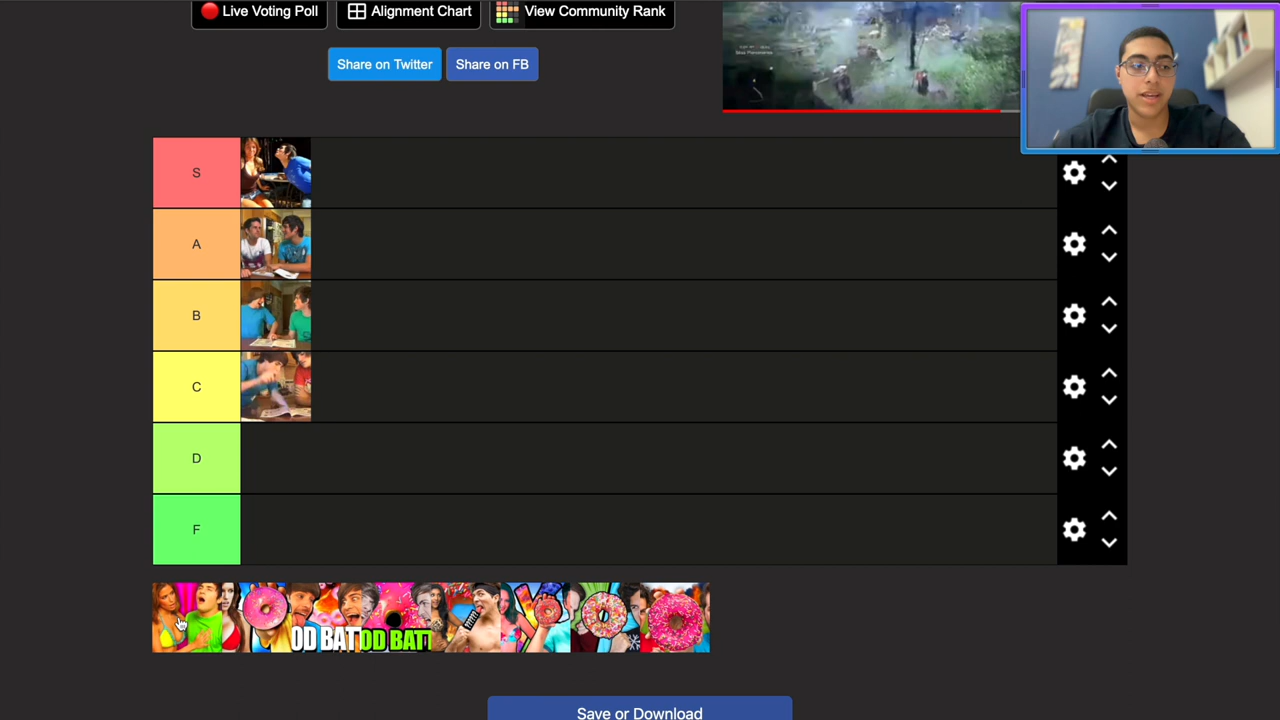 Live Voting Poll
Alignment Chart
View Community Rank
Share on Twitter
Share on FB
S
A
B
C
D
F
OD BAT
OD BATT
Save or Download